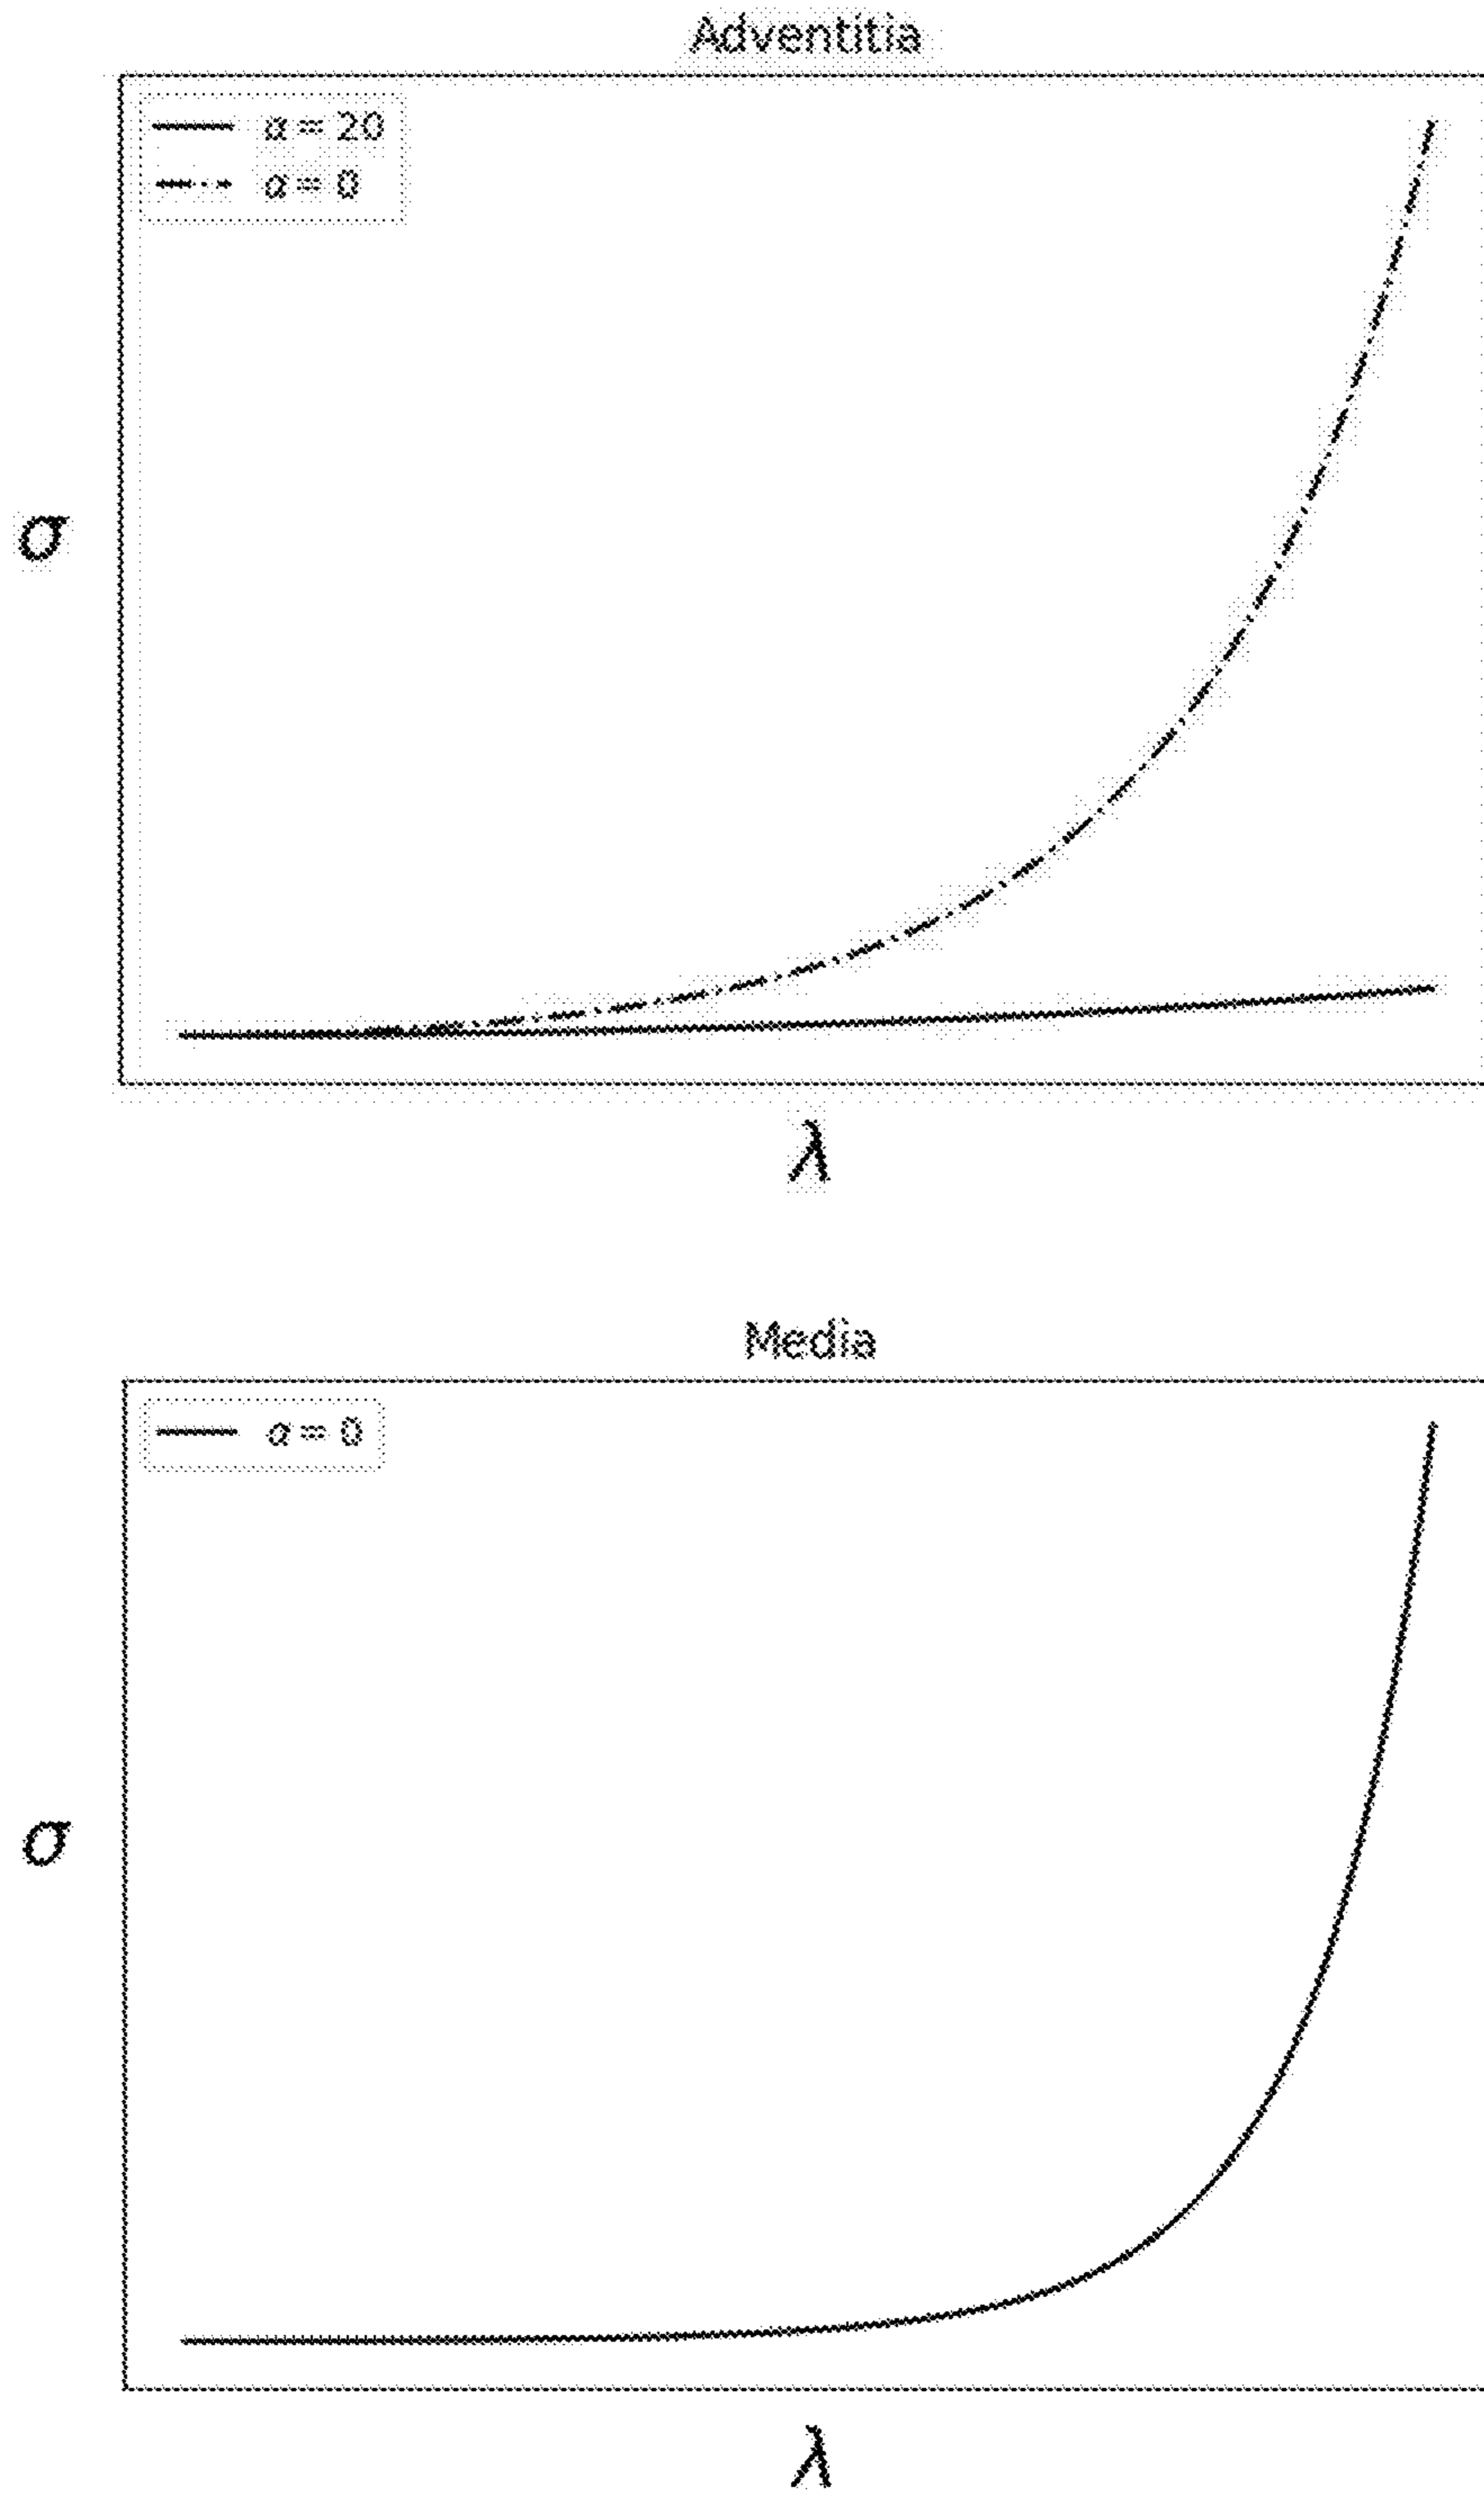 Adventitia
α = 20
α = 0
σ
λ
Media
α = 0
σ
λ